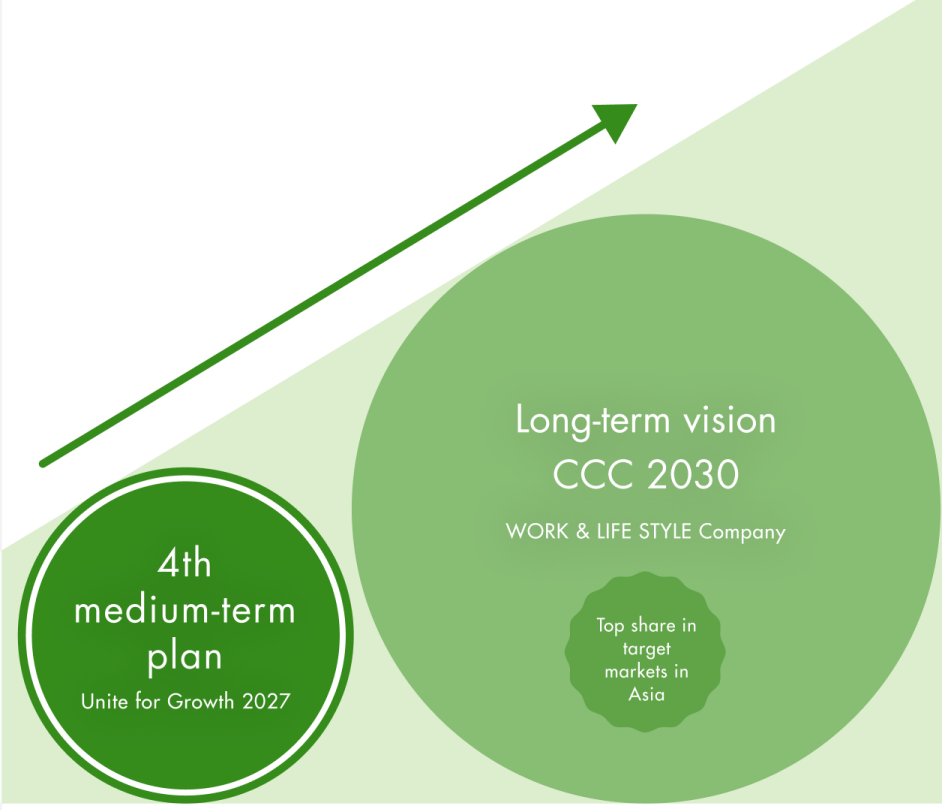 4th
medium-term
plan
Unite for Growth 2027
Long-term vision
CCC 2030
WORK & LIFE STYLE Company
Top share in
target
markets in
Asia